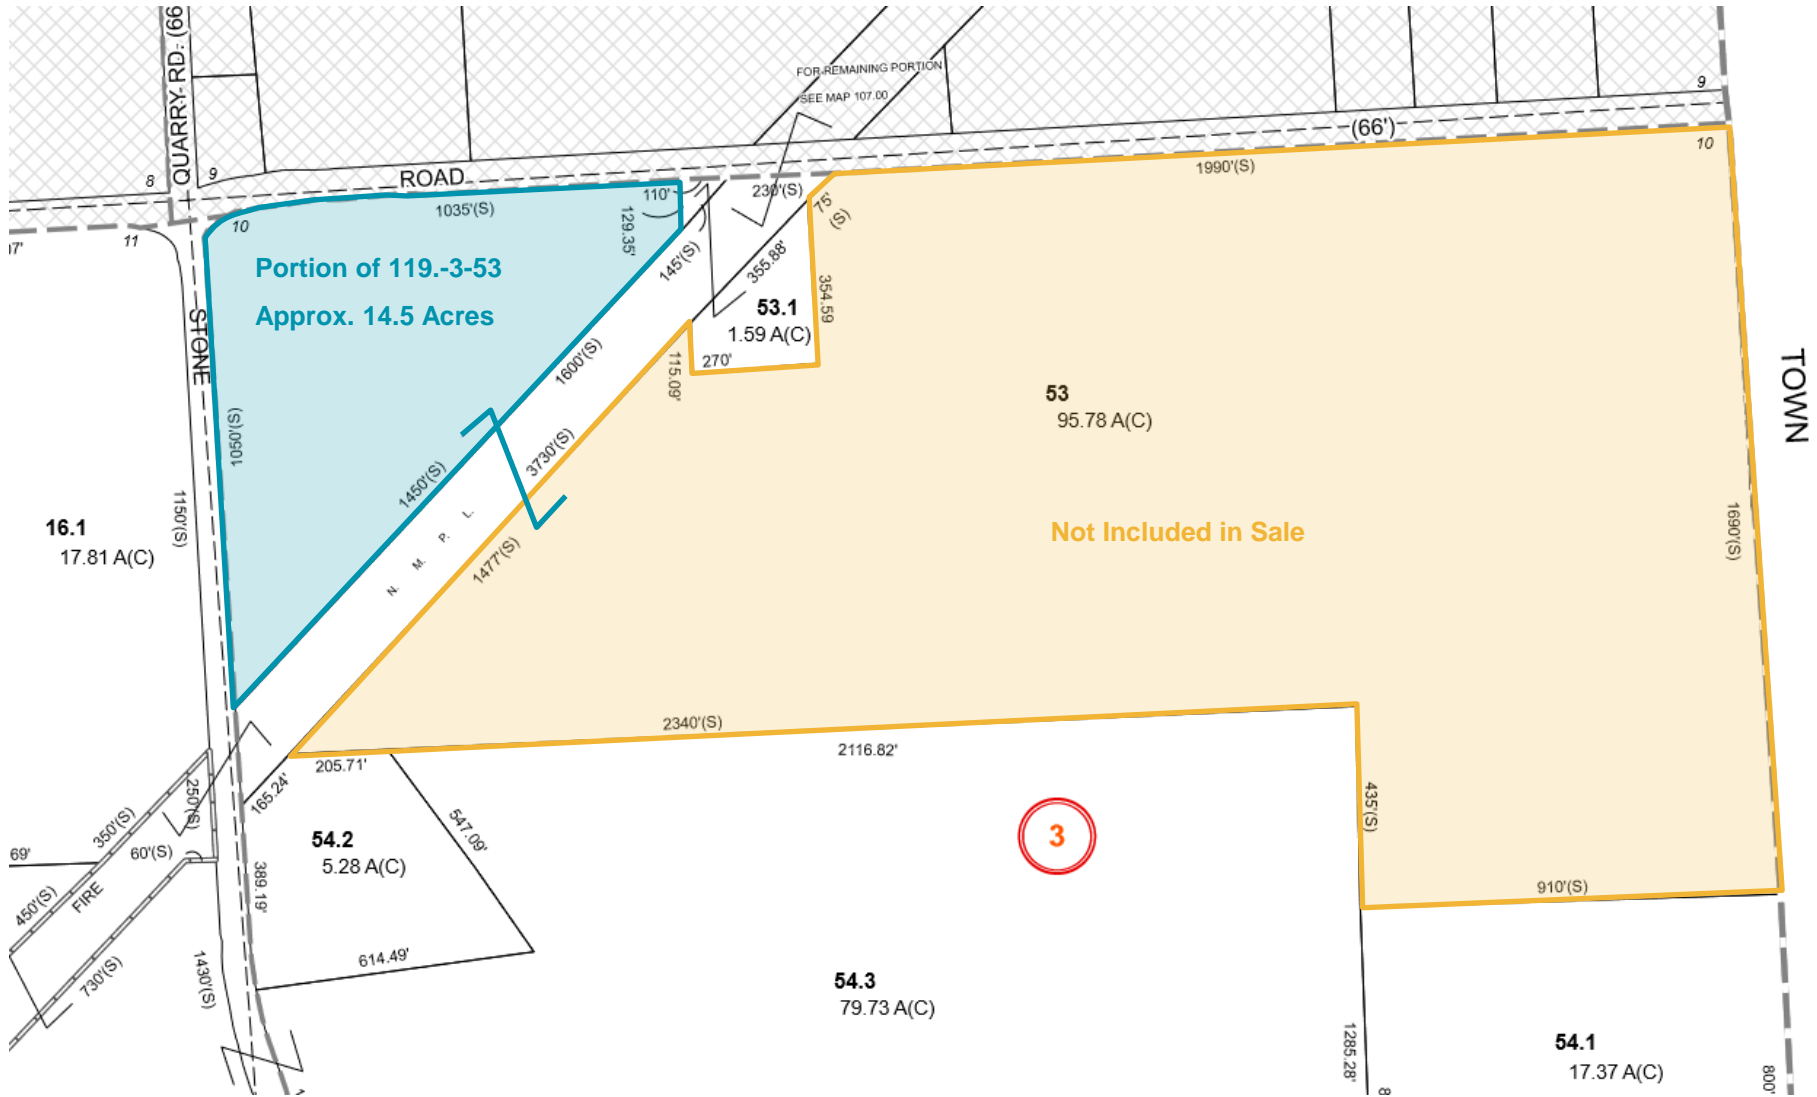 QUARRY RD. (66
FOR REMAINING PORTION
SEE MAP 107.00
9
(66')
10
8
9
ROAD
1035'(S)
110'
230'(S)
75'
(S)
1990'(S)
11
10
17'
129.35'
145'(S)
355.88'
354.59
Portion of 119.-3-53
Approx. 14.5 Acres
STONE
53.1
1.59 A(C)
270'
115.09'
1600'(S)
TOWN
53
95.78 A(C)
1050'(S)
1450'(S)
3730'(S)
N. M. P. L.
1477'(S)
1150'(S)
16.1
17.81 A(C)
Not Included in Sale
1690'(S)
2340'(S)
2116.82'
205.71'
165.24'
250'(S)
350'(S)
60'(S)
69'
450'(S)
FIRE
730'(S)
54.2
5.28 A(C)
547.09'
389.19'
614.49'
1430'(S)
3
435'(S)
910'(S)
54.3
79.73 A(C)
1285.28'
54.1
17.37 A(C)
800'
8